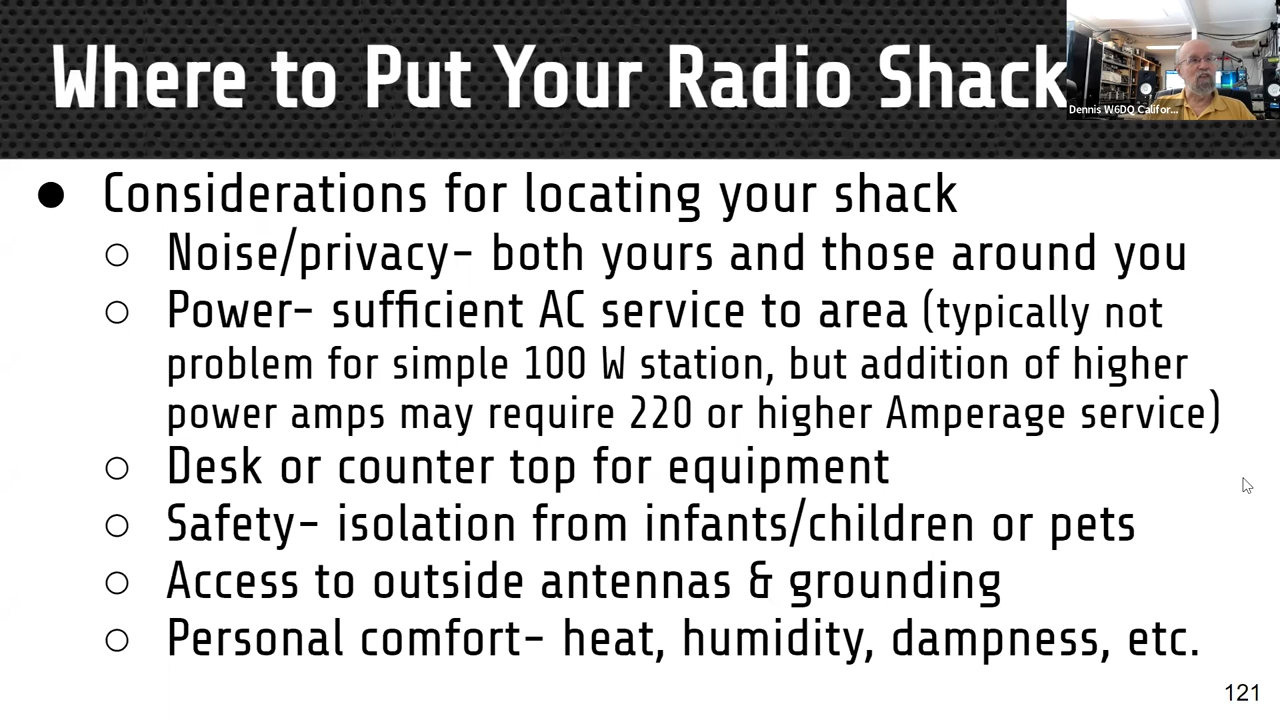 Where to Put Your Radio Shack
Dennis W6DQ Califor...
● Considerations for locating your shack
○ Noise/privacy- both yours and those around you
○ Power- sufficient AC service to area (typically not
problem for simple 100 W station, but addition of higher
power amps may require 220 or higher Amperage service)
○ Desk or counter top for equipment
○ Safety- isolation from infants/children or pets
○ Access to outside antennas & grounding
○ Personal comfort- heat, humidity, dampness, etc.
121